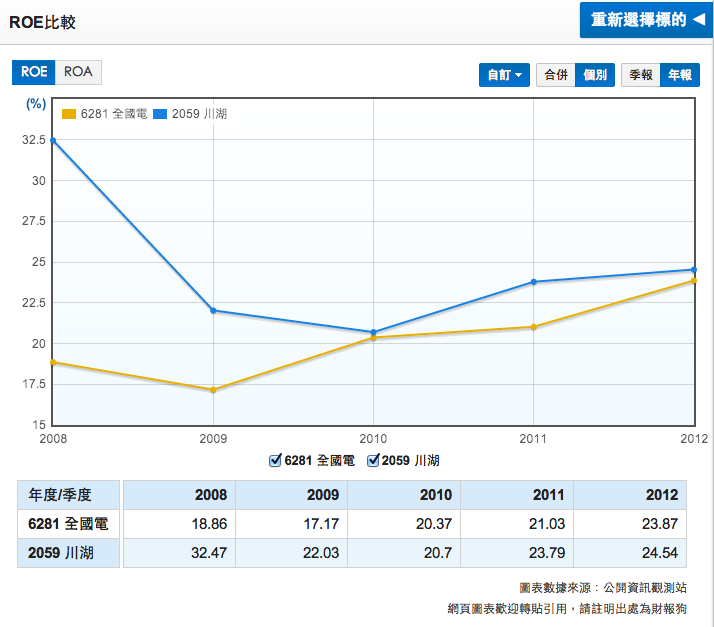 ROE比較
重新選擇標的 ◀
ROE ROA
自訂 合併 個別 季報 年報
(%)
6281 全國電 2059 川湖
32.5
30
27.5
25
22.5
20
17.5
15
2008 2009 2010 2011 2012
6281 全國電 2059 川湖
年度/季度 2008 2009 2010 2011 2012
6281 全國電 18.86 17.17 20.37 21.03 23.87
2059 川湖 32.47 22.03 20.7 23.79 24.54
圖表數據來源：公開資訊觀測站
網頁圖表歡迎轉貼引用，請註明出處為財報狗